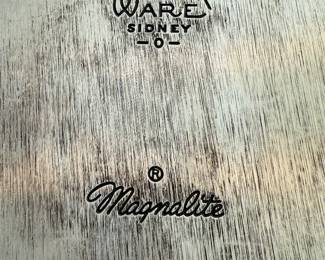 WARE
SIDNEY
-O-
®
Magnalite